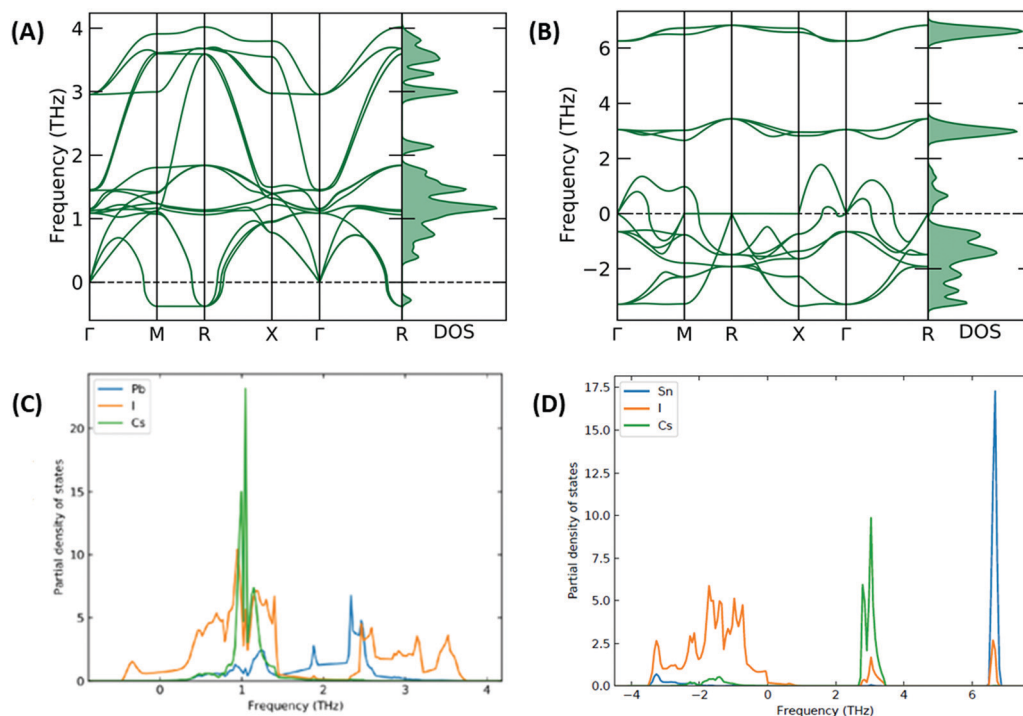 (A)
Frequency (THz)
4
3
2
1
0
Γ M R X Γ R DOS
(B)
Frequency (THz)
6
4
2
0
−2
Γ M R X Γ R DOS
(C)
Pb
I
Cs
Partial density of states
20
15
10
5
0
0 1 2 3 4
Frequency (THz)
(D)
Sn
I
Cs
Partial density of states
17.5
15.0
12.5
10.0
7.5
5.0
2.5
0.0
−4 −2 0 2 4 6
Frequency (THz)